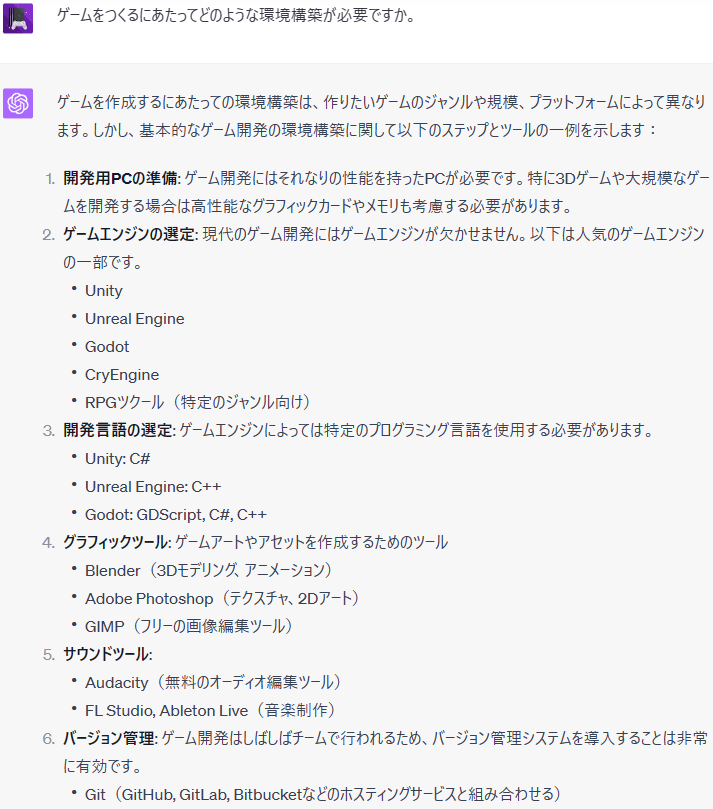 ゲームをつくるにあたってどのような環境構築が必要ですか。
ゲームを作成するにあたっての環境構築は、作りたいゲームのジャンルや規模、プラットフォームによって異なり
ます。しかし、基本的なゲーム開発の環境構築に関して以下のステップとツールの一例を示します：
1. 開発用PCの準備: ゲーム開発にはそれなりの性能を持ったPCが必要です。特に3Dゲームや大規模なゲー
ムを開発する場合は高性能なグラフィックカードやメモリも考慮する必要があります。
2. ゲームエンジンの選定: 現代のゲーム開発にはゲームエンジンが欠かせません。以下は人気のゲームエンジン
の一部です。
• Unity
• Unreal Engine
• Godot
• CryEngine
• RPGツクール（特定のジャンル向け）
3. 開発言語の選定: ゲームエンジンによっては特定のプログラミング言語を使用する必要があります。
• Unity: C#
• Unreal Engine: C++
• Godot: GDScript, C#, C++
4. グラフィックツール: ゲームアートやアセットを作成するためのツール
• Blender（3Dモデリング、アニメーション）
• Adobe Photoshop（テクスチャ、2Dアート）
• GIMP（フリーの画像編集ツール）
5. サウンドツール:
• Audacity（無料のオーディオ編集ツール）
• FL Studio, Ableton Live（音楽制作）
6. バージョン管理: ゲーム開発はしばしばチームで行われるため、バージョン管理システムを導入することは非常
に有効です。
• Git（GitHub, GitLab, Bitbucketなどのホスティングサービスと組み合わせる）